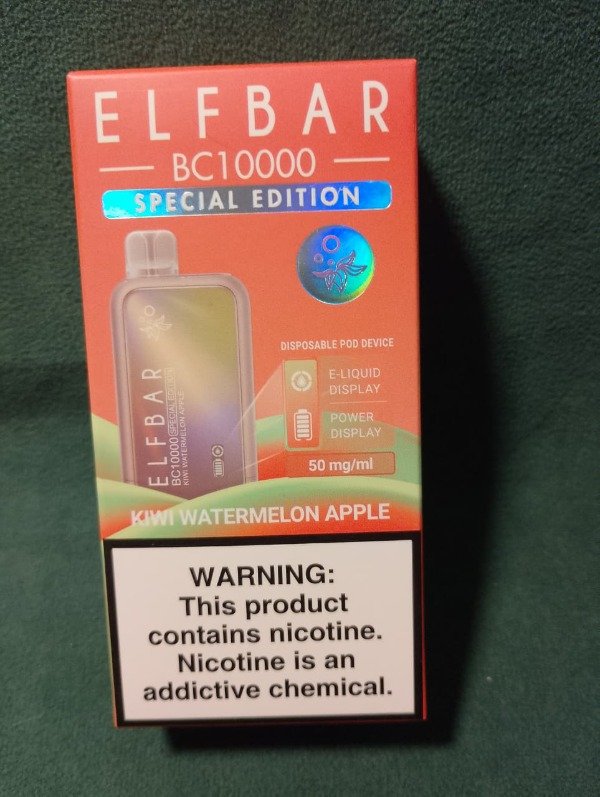 ELFBAR
BC10000
SPECIAL EDITION
DISPOSABLE POD DEVICE
E-LIQUID
DISPLAY
POWER
DISPLAY
50 mg/ml
ELFBAR
BC10000 SPECIAL EDITION
KIWI WATERMELON APPLE
KIWI WATERMELON APPLE
WARNING:
This product
contains nicotine.
Nicotine is an
addictive chemical.